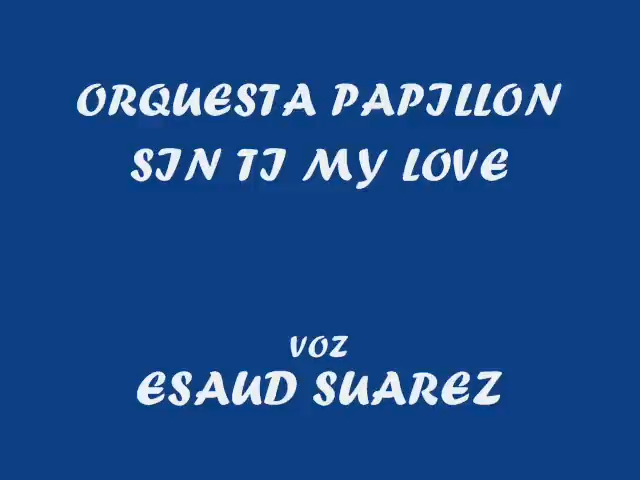 ORQUESTA PAPILLON
SIN TI MY LOVE
VOZ
ESAUD SUAREZ